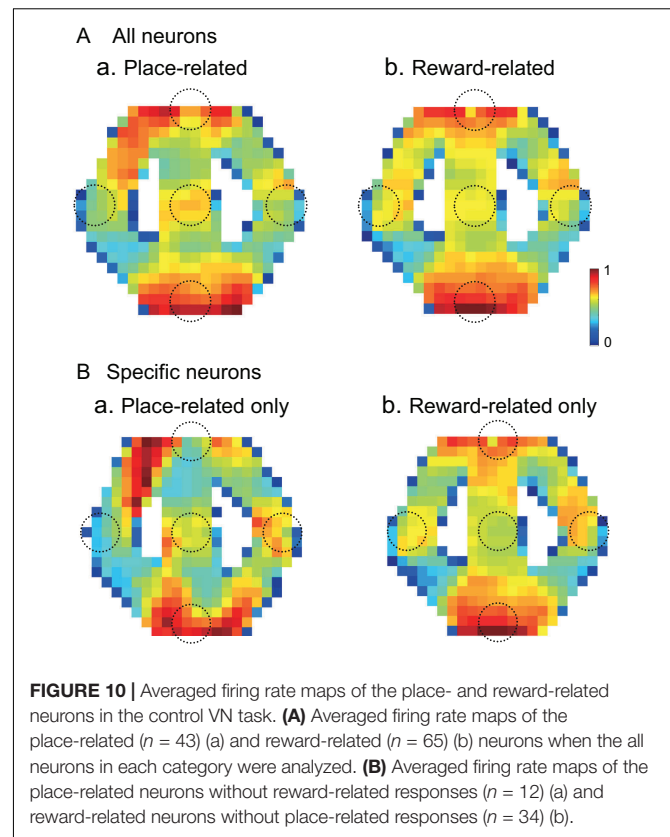 A All neurons
a. Place-related
b. Reward-related
1
0
B Specific neurons
a. Place-related only
b. Reward-related only
FIGURE 10 | Averaged firing rate maps of the place- and reward-related
neurons in the control VN task. (A) Averaged firing rate maps of the
place-related (n = 43) (a) and reward-related (n = 65) (b) neurons when the all
neurons in each category were analyzed. (B) Averaged firing rate maps of the
place-related neurons without reward-related responses (n = 12) (a) and
reward-related neurons without place-related responses (n = 34) (b).